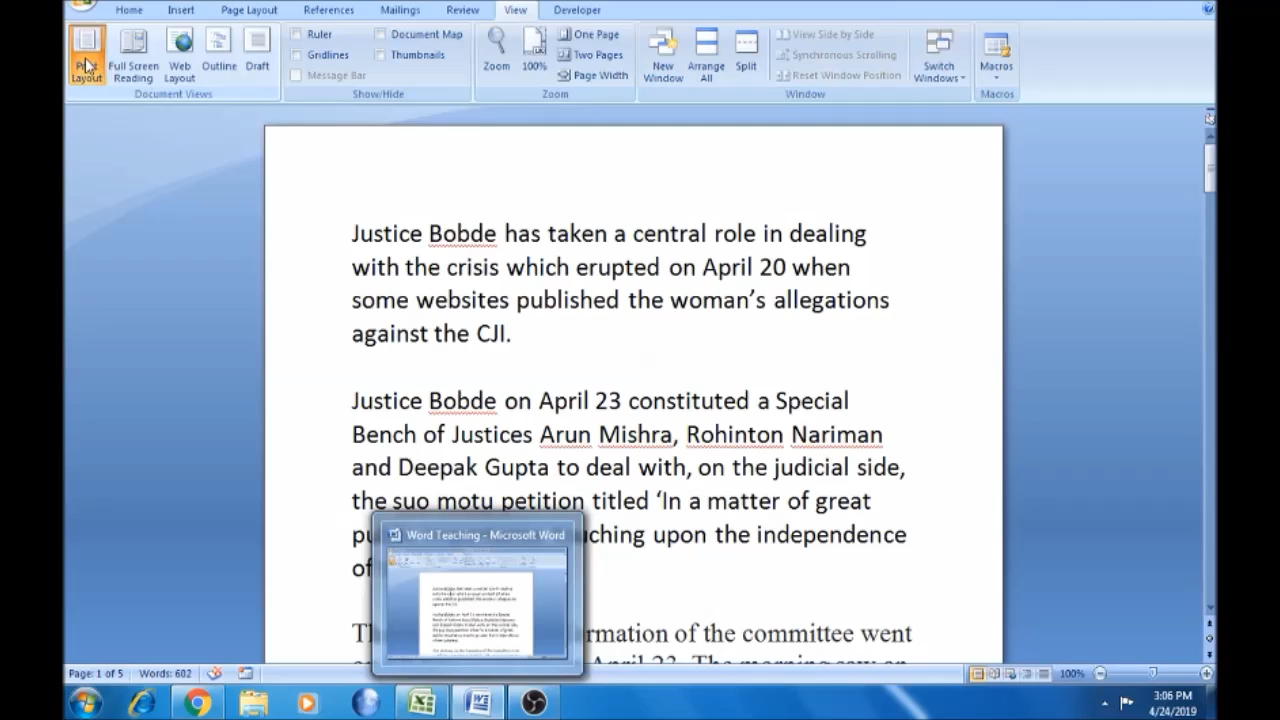 Home Insert Page Layout References Mailings Review View Developer
Ruler Document Map One Page View Side by Side
Gridlines Thumbnails Two Pages Synchronous Scrolling
Message Bar Page Width Reset Window Position
Print Layout Full Screen Reading Web Layout Outline Draft Zoom 100% New Window Arrange All Split Switch Windows Macros
Document Views Show/Hide Zoom Window Macros
Justice Bobde has taken a central role in dealing
with the crisis which erupted on April 20 when
some websites published the woman’s allegations
against the CJI.
Justice Bobde on April 23 constituted a Special
Bench of Justices Arun Mishra, Rohinton Nariman
and Deepak Gupta to deal with, on the judicial side,
the suo motu petition titled ‘In a matter of great
upon the independence
of
Word Teaching - Microsoft Word
of the committee went
Page: 1 of 5 Words: 602 100%
3:06 PM
4/24/2019